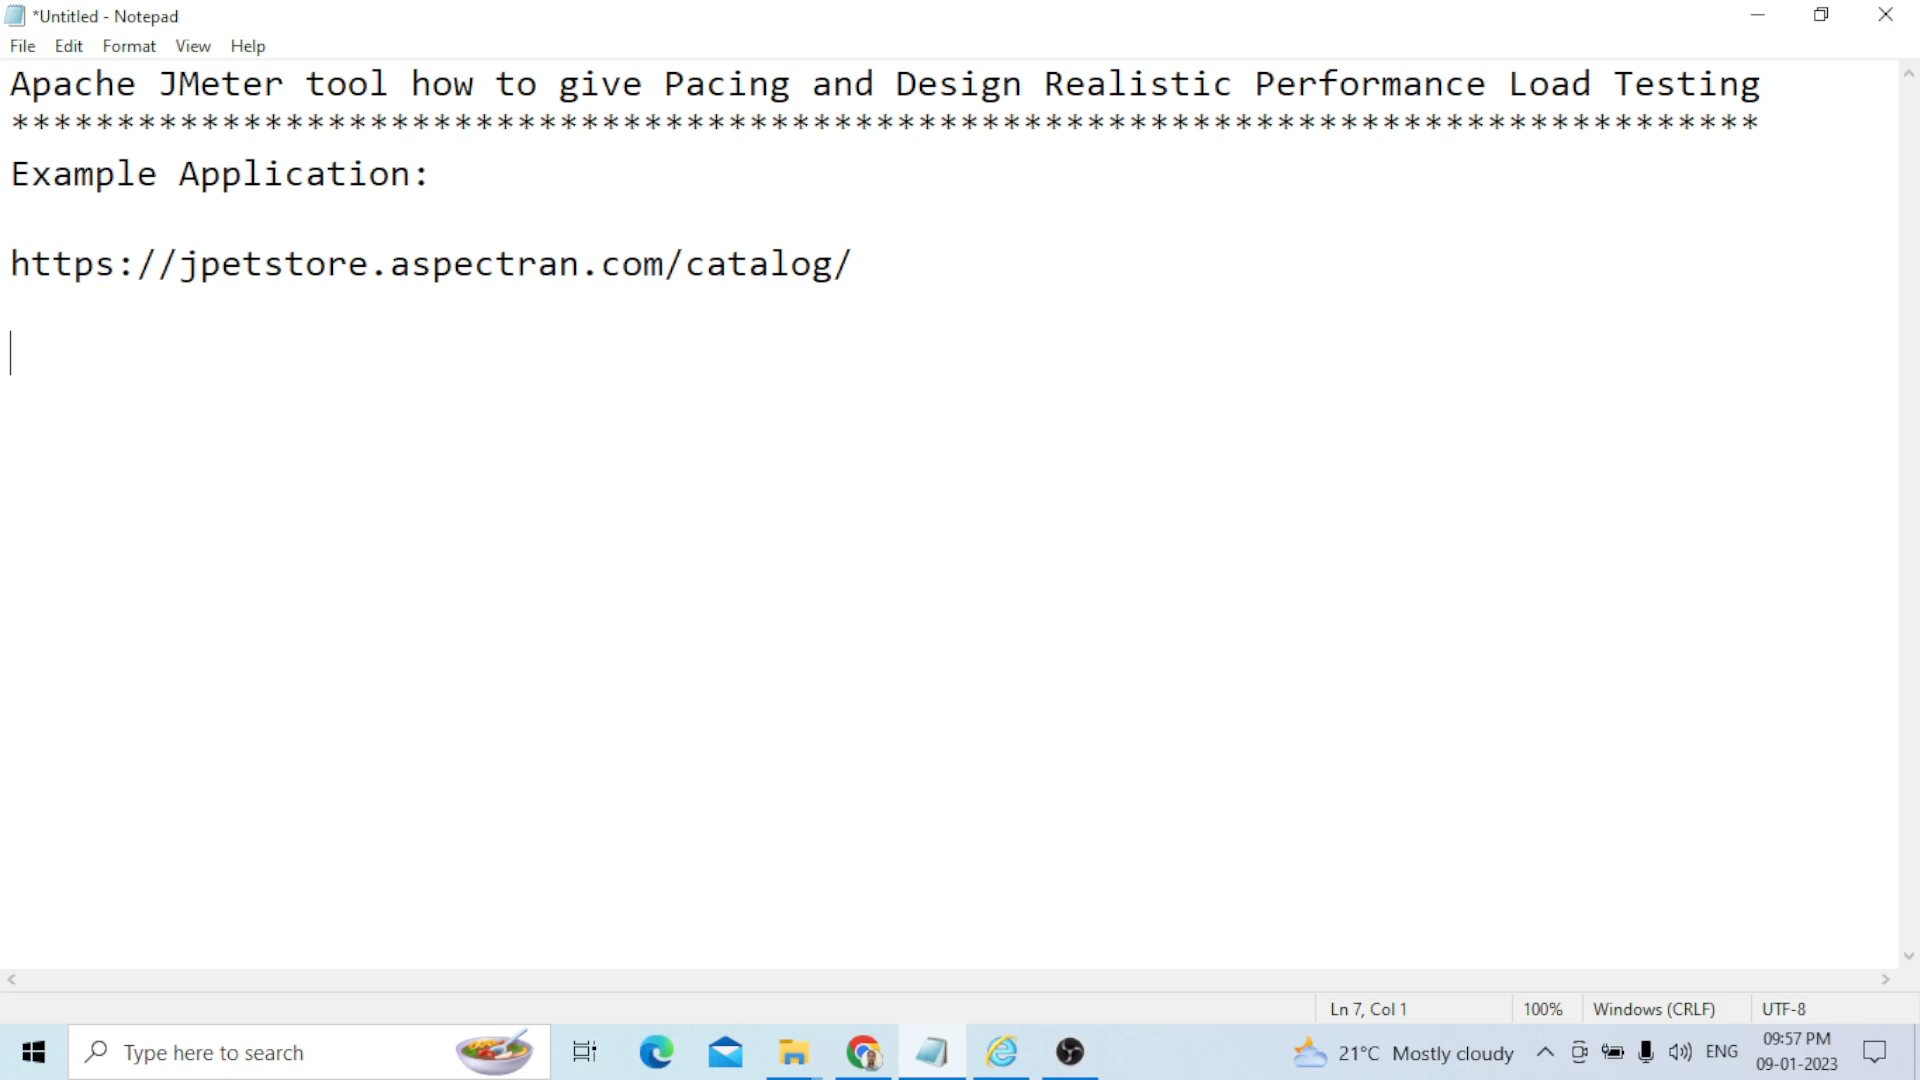 *Untitled - Notepad
File Edit Format View Help
Apache JMeter tool how to give Pacing and Design Realistic Performance Load Testing
***********************************************************************************
Example Application:
https://jpetstore.aspectran.com/catalog/
Ln 7, Col 1 100% Windows (CRLF) UTF-8
Type here to search 21°C Mostly cloudy ENG 09:57 PM
09-01-2023